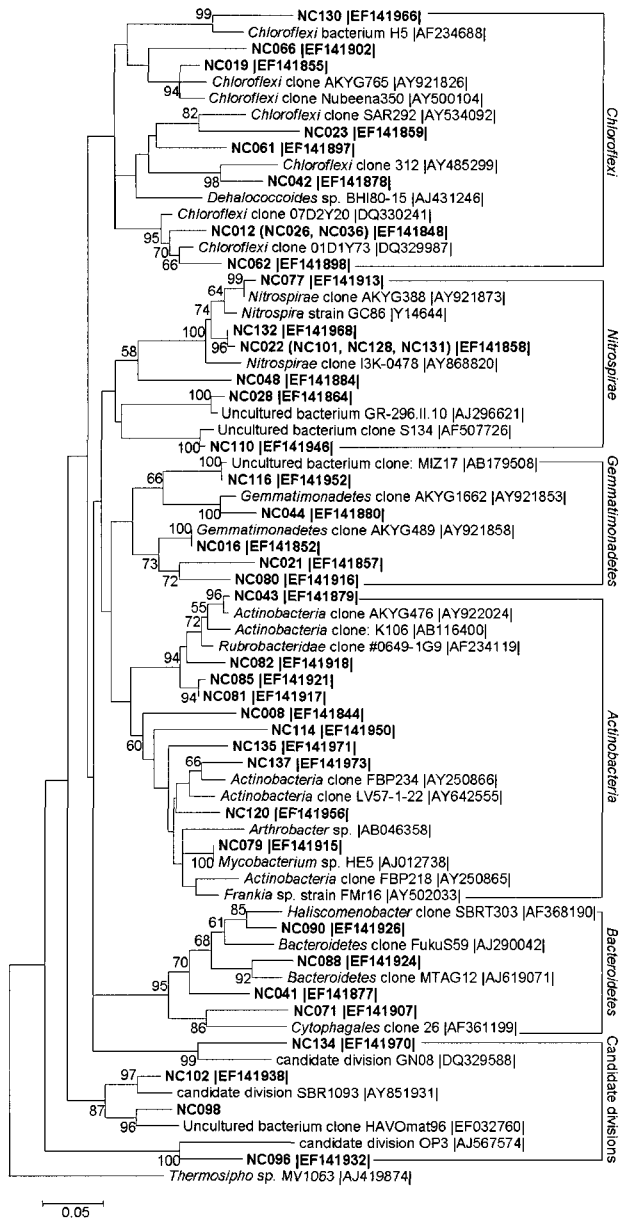 99
NC130 |EF141966|
Chloroflexi bacterium H5 |AF234688|
NC066 |EF141902|
NC019 |EF141855|
Chloroflexi clone AKYG765 |AY921826|
94
Chloroflexi clone Nubeena350 |AY500104|
Chloroflexi clone SAR292 |AY534092|
82
NC023 |EF141859|
NC061 |EF141897|
Chloroflexi clone 312 |AY485299|
98
NC042 |EF141878|
Dehalococcoides sp. BHI80-15 |AJ431246|
Chloroflexi clone 07D2Y20 |DQ330241|
NC012 (NC026, NC036) |EF141848|
95
Chloroflexi clone 01D1Y73 |DQ329987|
70
66
NC062 |EF141898|
Chloroflexi
99
NC077 |EF141913|
64
Nitrospirae clone AKYG388 |AY921873|
74
Nitrospira strain GC86 |Y14644|
100
NC132 |EF141968|
96
NC022 (NC101, NC128, NC131) |EF141858|
58
Nitrospirae clone I3K-0478 |AY868820|
NC048 |EF141884|
100
NC028 |EF141864|
Uncultured bacterium GR-296.II.10 |AJ296621|
Uncultured bacterium clone S134 |AF507726|
100
NC110 |EF141946|
Nitrospirae
100
Uncultured bacterium clone: MIZ17 |AB179508|
66
NC116 |EF141952|
Gemmatimonadetes clone AKYG1662 |AY921853|
100
NC044 |EF141880|
100
Gemmatimonadetes clone AKYG489 |AY921858|
NC016 |EF141852|
73
NC021 |EF141857|
72
NC080 |EF141916|
Gemmatimonadetes
96
NC043 |EF141879|
55
Actinobacteria clone AKYG476 |AY922024|
72
Actinobacteria clone: K106 |AB116400|
Rubrobacteridae clone #0649-1G9 |AF234119|
94
NC082 |EF141918|
NC085 |EF141921|
94
NC081 |EF141917|
NC008 |EF141844|
60
NC114 |EF141950|
NC135 |EF141971|
66
NC137 |EF141973|
Actinobacteria clone FBP234 |AY250866|
Actinobacteria clone LV57-1-22 |AY642555|
NC120 |EF141956|
Arthrobacter sp. |AB046358|
NC079 |EF141915|
100
Mycobacterium sp. HE5 |AJ012738|
Actinobacteria clone FBP218 |AY250865|
Frankia sp. strain FMr16 |AY502033|
Actinobacteria
85
Haliscomenobacter clone SBRT303 |AF368190|
61
NC090 |EF141926|
68
Bacteroidetes clone FukuS59 |AJ290042|
70
NC088 |EF141924|
92
Bacteroidetes clone MTAG12 |AJ619071|
95
NC041 |EF141877|
NC071 |EF141907|
86
Cytophagales clone 26 |AF361199|
Bacteroidetes
NC134 |EF141970|
99
candidate division GN08 |DQ329588|
97
NC102 |EF141938|
candidate division SBR1093 |AY851931|
87
NC098
96
Uncultured bacterium clone HAVOmat96 |EF032760|
candidate division OP3 |AJ567574|
100
NC096 |EF141932|
Candidate divisions
Thermosipho sp. MV1063 |AJ419874|
0.05